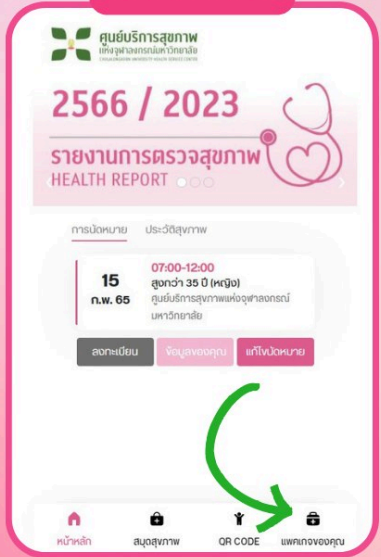 ศูนย์บริการสุขภาพ
แห่งจุฬาลงกรณ์มหาวิทยาลัย
CHULALONGKORN UNIVERSITY HEALTH SERVICE CENTER
2566 / 2023
รายงานการตรวจสุขภาพ
HEALTH REPORT
การนัดหมาย ประวัติสุขภาพ
15
ก.พ. 65
07:00-12:00
สูงกว่า 35 ปี (หญิง)
ศูนย์บริการสุขภาพแห่งจุฬาลงกรณ์
มหาวิทยาลัย
ลงทะเบียน ข้อมูลของคุณ แก้ไขนัดหมาย
หน้าหลัก สมุดสุขภาพ QR CODE แพคเกจของคุณ